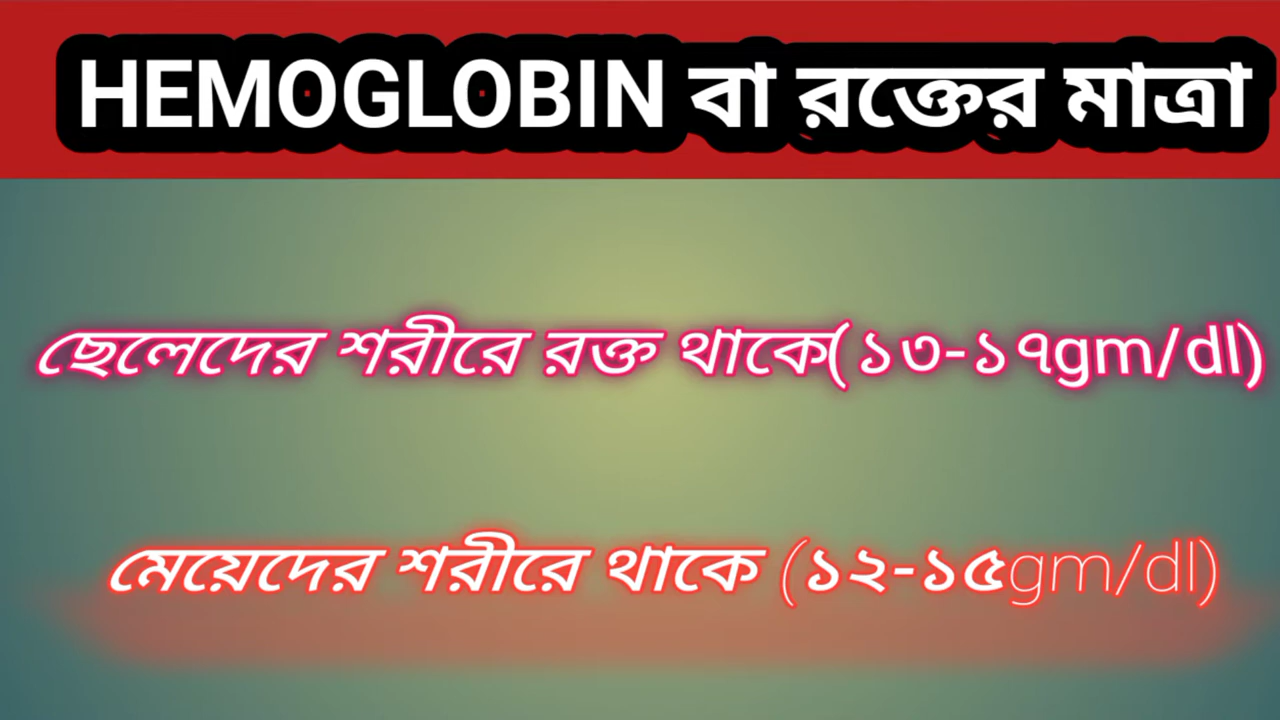 HEMOGLOBIN বা রক্তের মাত্রা
ছেলেদের শরীরে রক্ত থাকে(১৩-১৭gm/dl)
মেয়েদের শরীরে থাকে (১২-১৫gm/dl)